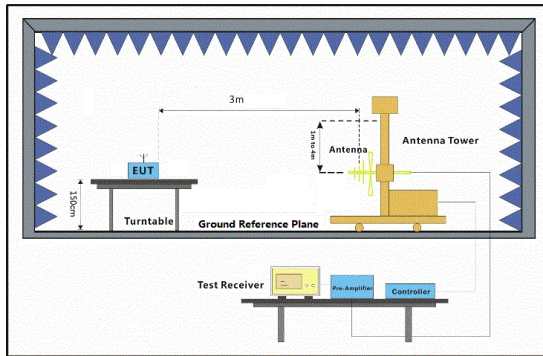 3m
1m to 4m
Antenna
Antenna Tower
EUT
150cm
Turntable
Ground Reference Plane
Test Receiver
Pre-Amplifier
Controller